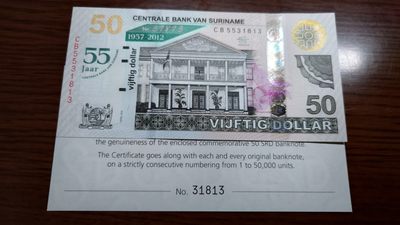 50
CENTRALE BANK VAN SURINAME
CB5531813
1957-2012
55
Jaar
CB5531813
vijftig dollar
50
VIJFTIG DOLLAR
the genuineness of the enclosed commemorative 50 SRD banknote.
The Certificate goes along with each and every original banknote,
on a strictly consecutive numbering from 1 to 50,000 units.
No. 31813